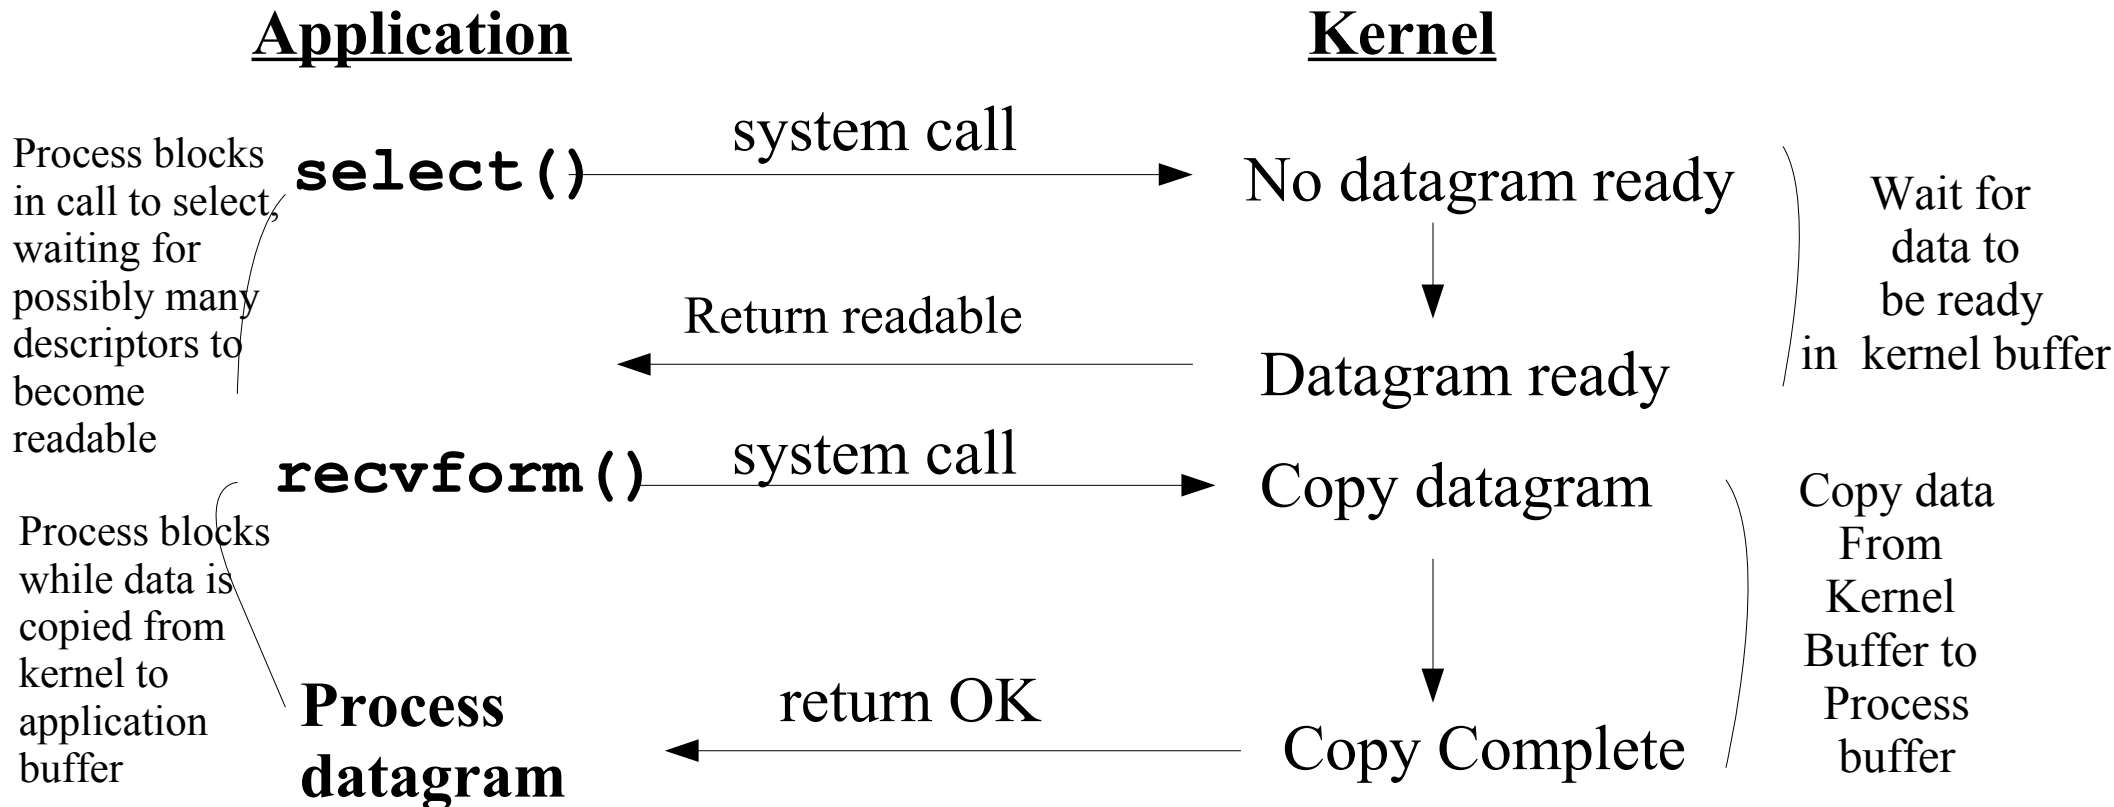 Application
Kernel
Process blocks
in call to select,
waiting for
possibly many
descriptors to
become
readable
select()
system call
No datagram ready
Wait for
data to
be ready
in kernel buffer
Return readable
Datagram ready
recvform()
system call
Copy datagram
Process blocks
while data is
copied from
kernel to
application
buffer
Copy data
From
Kernel
Buffer to
Process
buffer
Process
datagram
return OK
Copy Complete